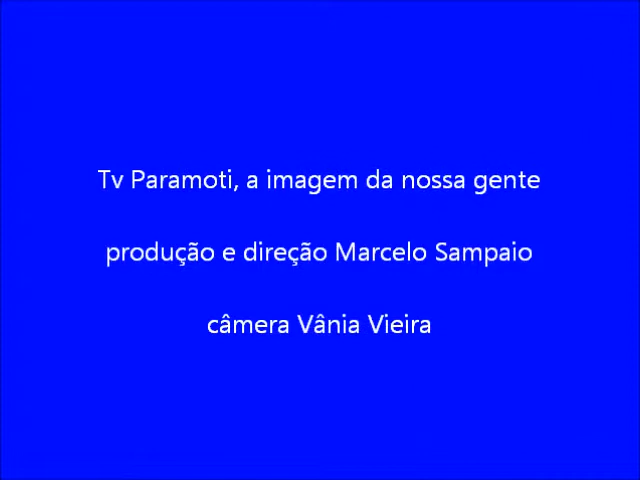 Tv Paramoti, a imagem da nossa gente
produção e direção Marcelo Sampaio
câmera Vânia Vieira